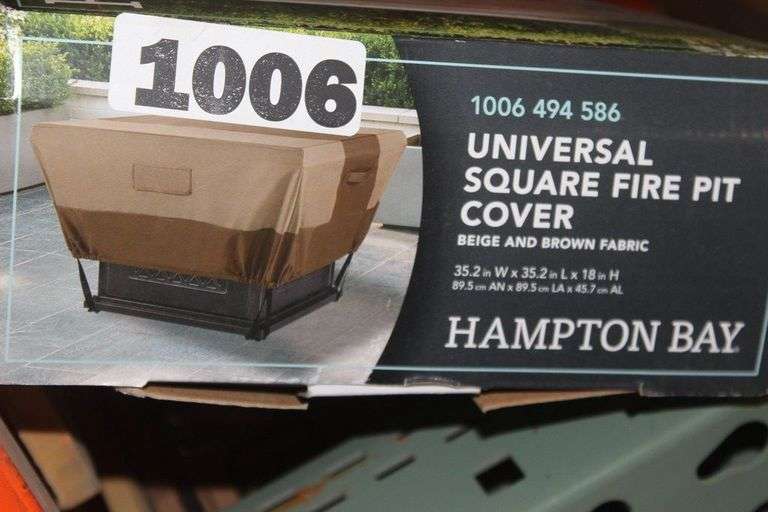 1006
1006 494 586
UNIVERSAL
SQUARE FIRE PIT
COVER
BEIGE AND BROWN FABRIC
35.2 in W x 35.2 in L x 18 in H
89.5 cm AN x 89.5 cm LA x 45.7 cm AL
HAMPTON BAY